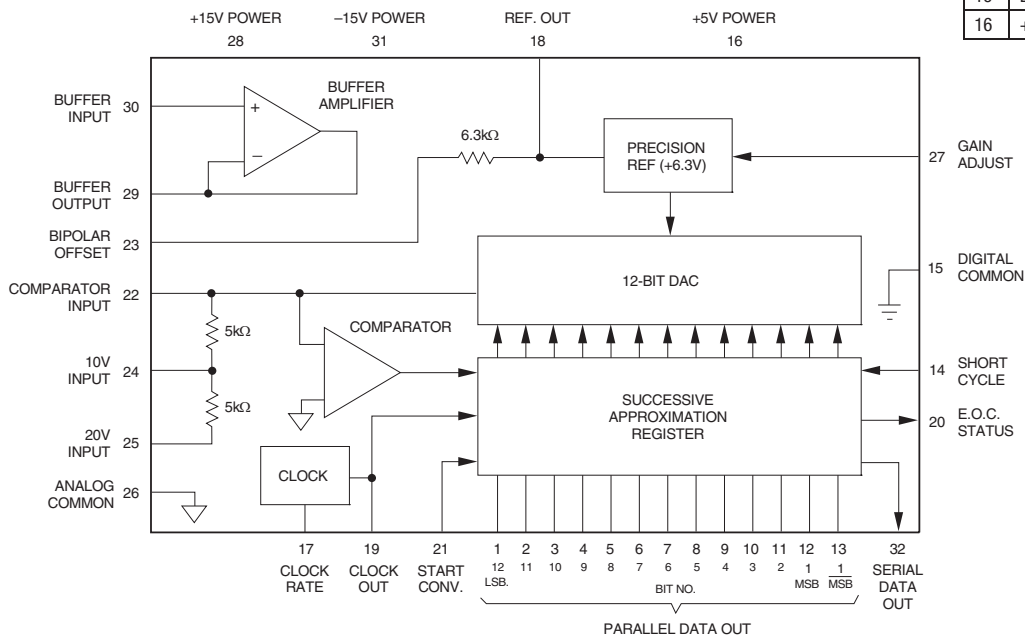 +15V POWER
28
–15V POWER
31
REF. OUT
18
+5V POWER
16
16 +
BUFFER
INPUT
30
+
–
BUFFER
AMPLIFIER
BUFFER
OUTPUT
29
6.3kΩ
PRECISION
REF (+6.3V)
27
GAIN
ADJUST
BIPOLAR
OFFSET
23
12-BIT DAC
15
DIGITAL
COMMON
COMPARATOR
INPUT
22
5kΩ
COMPARATOR
10V
INPUT
24
5kΩ
SUCCESSIVE
APPROXIMATION
REGISTER
14
SHORT
CYCLE
20
E.O.C.
STATUS
20V
INPUT
25
CLOCK
ANALOG
COMMON
26
17
CLOCK
RATE
19
CLOCK
OUT
21
START
CONV.
1 2 3 4 5 6 7 8 9 10 11 12 13
12 11 10 9 8 7 6 5 4 3 2 1 1
LSB. MSB MSB
BIT NO.
32
SERIAL
DATA
OUT
PARALLEL DATA OUT